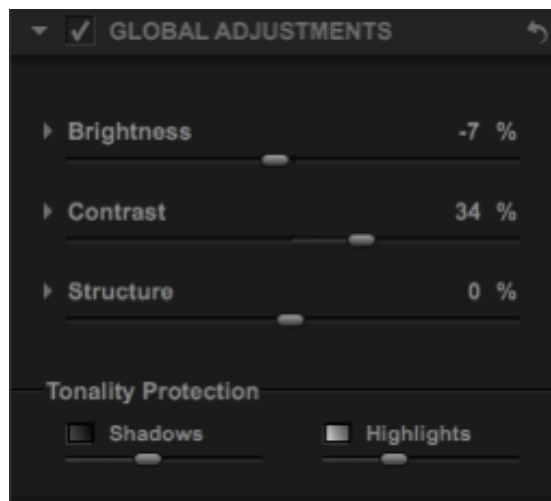 GLOBAL ADJUSTMENTS
Brightness -7 %
Contrast 34 %
Structure 0 %
Tonality Protection
Shadows Highlights